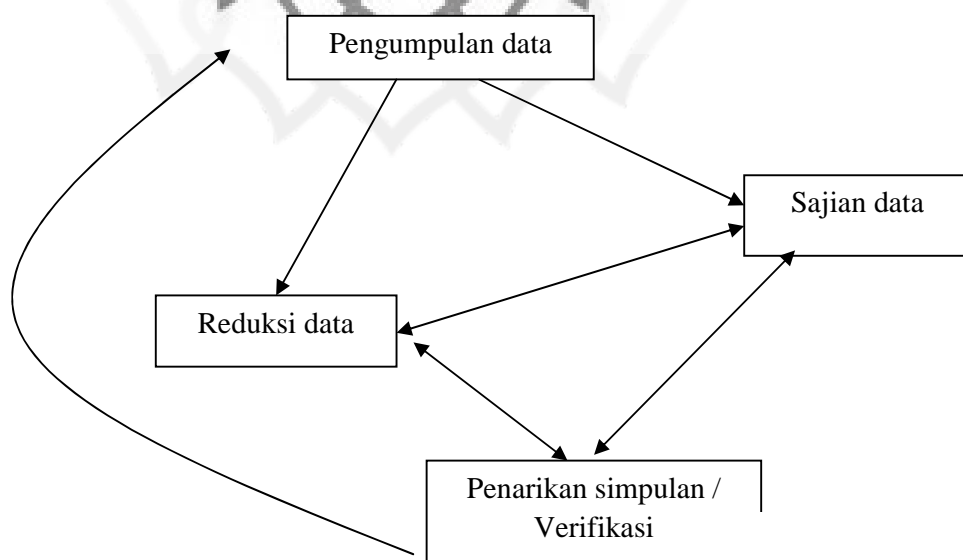 Pengumpulan data
Sajian data
Reduksi data
Penarikan simpulan /
Verifikasi